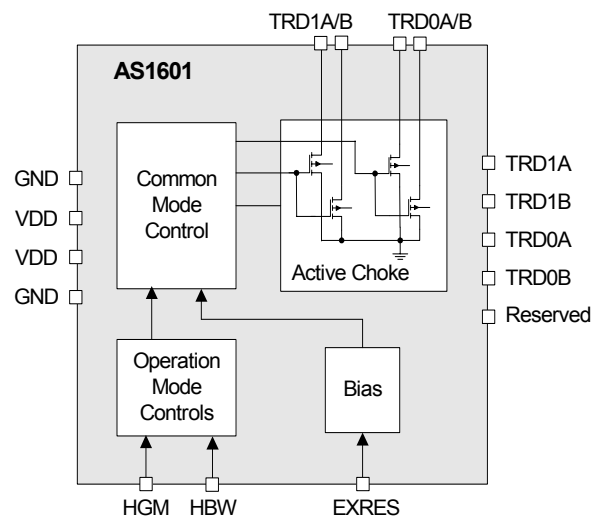 TRD1A/B TRD0A/B
AS1601
Common
Mode
Control
Active Choke
GND
VDD
VDD
GND
TRD1A
TRD1B
TRD0A
TRD0B
Reserved
Operation
Mode
Controls
Bias
HGM HBW EXRES